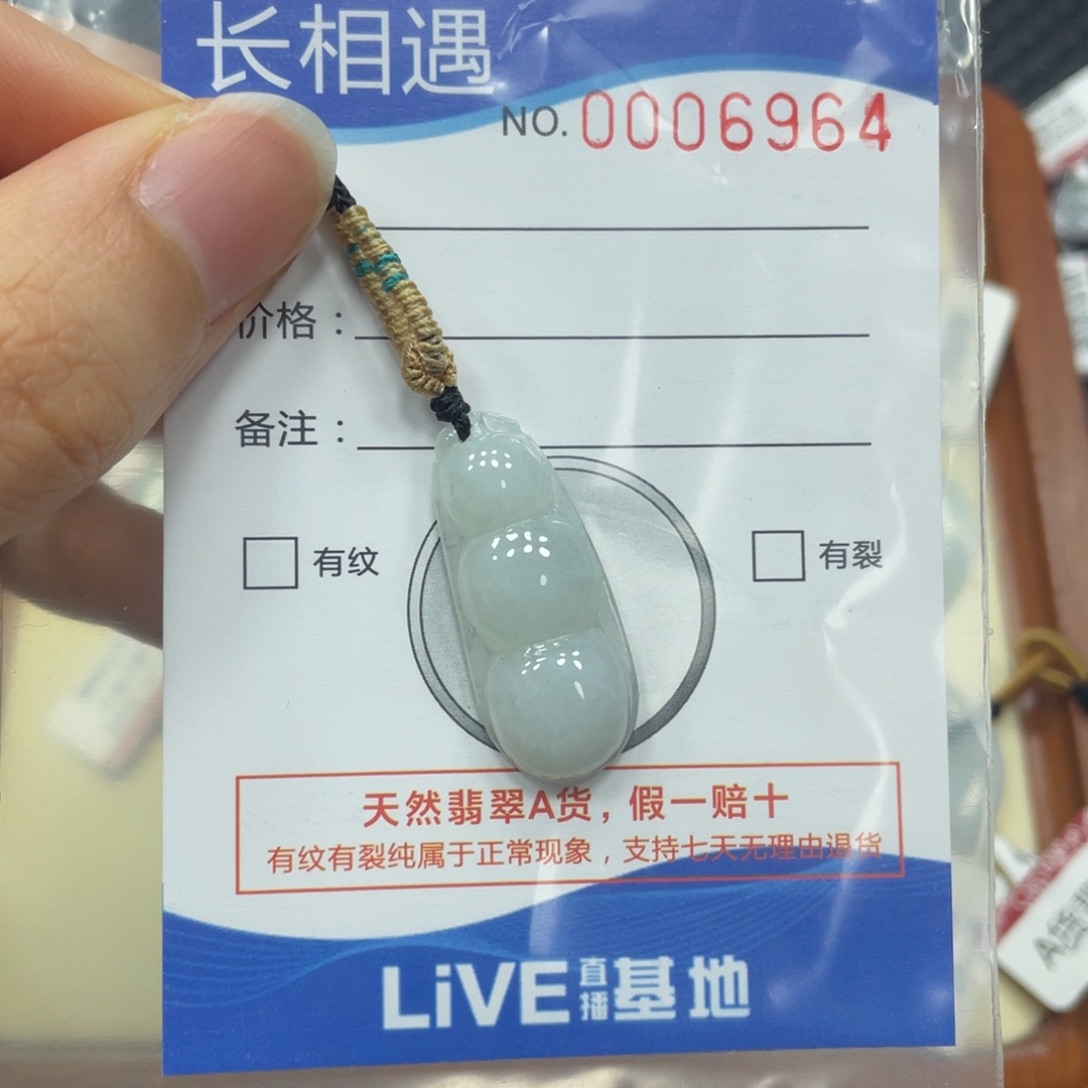 长相遇
NO. 0006964
价格：
备注：
有纹
有裂
天然翡翠A货，假一赔十
有纹有裂纯属于正常现象，支持七天无理由退货
LiVE直播基地